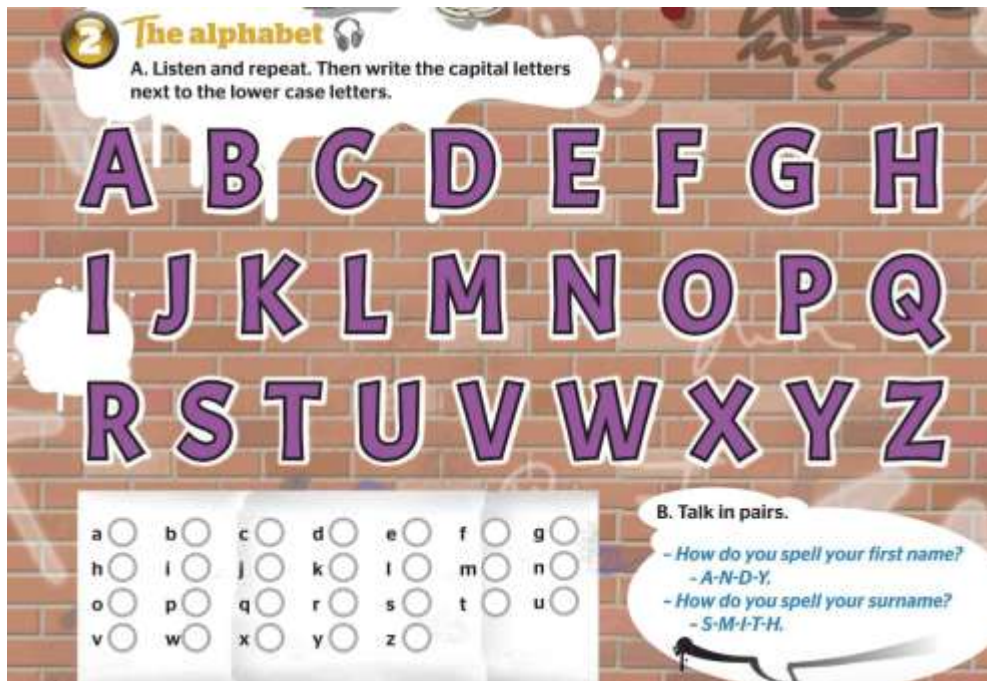 2 The alphabet
A. Listen and repeat. Then write the capital letters
next to the lower case letters.
A B C D E F G H
I J K L M N O P Q
R S T U V W X Y Z
a b c d e f g
h i j k l m n
o p q r s t u
v w x y z
B. Talk in pairs.
– How do you spell your first name?
– A-N-D-Y.
– How do you spell your surname?
– S-M-I-T-H.